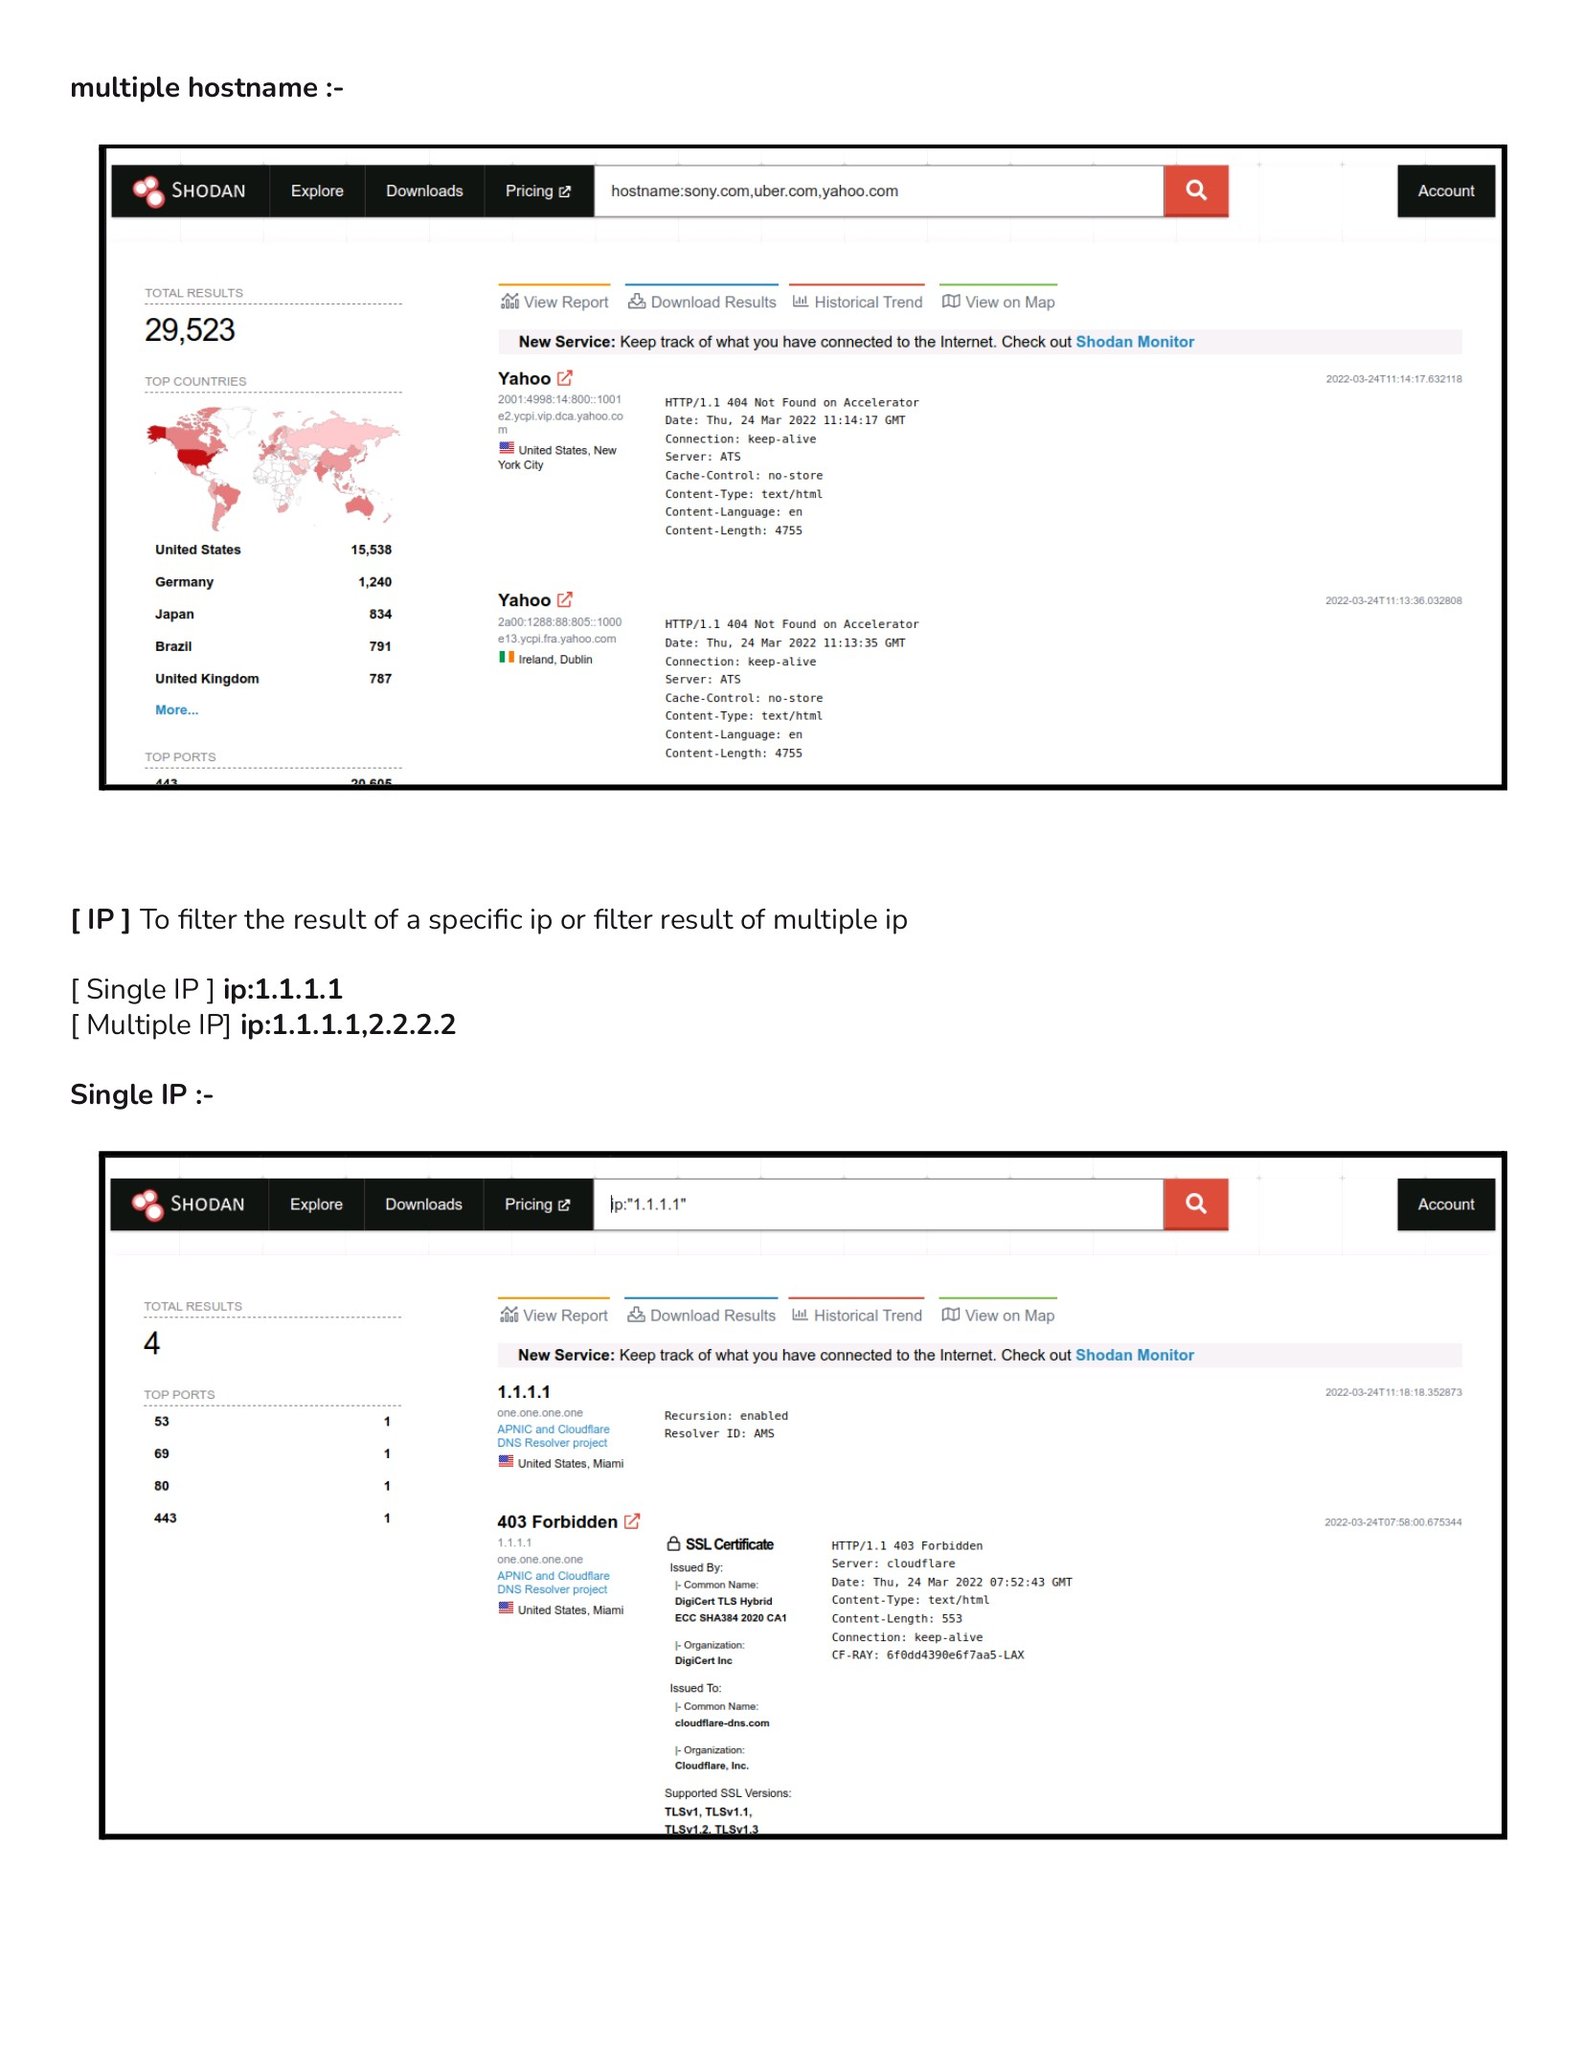 multiple hostname :-
SHODAN Explore Downloads Pricing hostname:sony.com,uber.com,yahoo.com Account
TOTAL RESULTS
29,523
TOP COUNTRIES
United States 15,538
Germany 1,240
Japan 834
Brazil 791
United Kingdom 787
More...
TOP PORTS
443 20,605
View Report Download Results Historical Trend View on Map
New Service: Keep track of what you have connected to the Internet. Check out Shodan Monitor
Yahoo
2001:4998:14:800::1001
e2.ycpi.vip.dca.yahoo.co
m
United States, New
York City
HTTP/1.1 404 Not Found on Accelerator
Date: Thu, 24 Mar 2022 11:14:17 GMT
Connection: keep-alive
Server: ATS
Cache-Control: no-store
Content-Type: text/html
Content-Language: en
Content-Length: 4755
2022-03-24T11:14:17.632118
Yahoo
2a00:1288:88:805::1000
e13.ycpi.fra.yahoo.com
Ireland, Dublin
HTTP/1.1 404 Not Found on Accelerator
Date: Thu, 24 Mar 2022 11:13:35 GMT
Connection: keep-alive
Server: ATS
Cache-Control: no-store
Content-Type: text/html
Content-Language: en
Content-Length: 4755
2022-03-24T11:13:36.032808
[ IP ] To filter the result of a specific ip or filter result of multiple ip
[ Single IP ] ip:1.1.1.1
[ Multiple IP] ip:1.1.1.1,2.2.2.2
Single IP :-
SHODAN Explore Downloads Pricing ip:"1.1.1.1" Account
TOTAL RESULTS
4
TOP PORTS
53 1
69 1
80 1
443 1
View Report Download Results Historical Trend View on Map
New Service: Keep track of what you have connected to the Internet. Check out Shodan Monitor
1.1.1.1
one.one.one.one
APNIC and Cloudflare
DNS Resolver project
United States, Miami
Recursion: enabled
Resolver ID: AMS
2022-03-24T11:18:18.352873
403 Forbidden
1.1.1.1
one.one.one.one
APNIC and Cloudflare
DNS Resolver project
United States, Miami
SSL Certificate
Issued By:
|- Common Name:
DigiCert TLS Hybrid
ECC SHA384 2020 CA1
|- Organization:
DigiCert Inc
Issued To:
|- Common Name:
cloudflare-dns.com
|- Organization:
Cloudflare, Inc.
Supported SSL Versions:
TLSv1, TLSv1.1,
TLSv1.2, TLSv1.3
HTTP/1.1 403 Forbidden
Server: cloudflare
Date: Thu, 24 Mar 2022 07:52:43 GMT
Content-Type: text/html
Content-Length: 553
Connection: keep-alive
CF-RAY: 6f0dd4390e6f7aa5-LAX
2022-03-24T07:58:00.675344